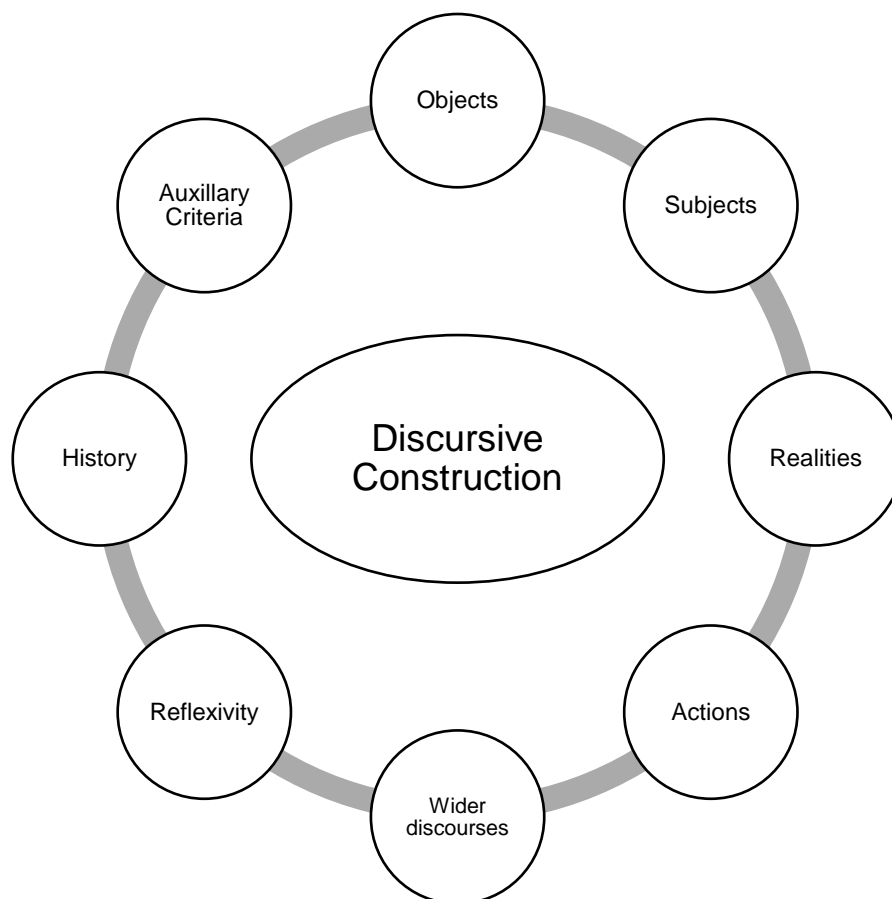 Objects
Subjects
Realities
Actions
Wider
discourses
Reflexivity
History
Auxillary
Criteria
Discursive
Construction